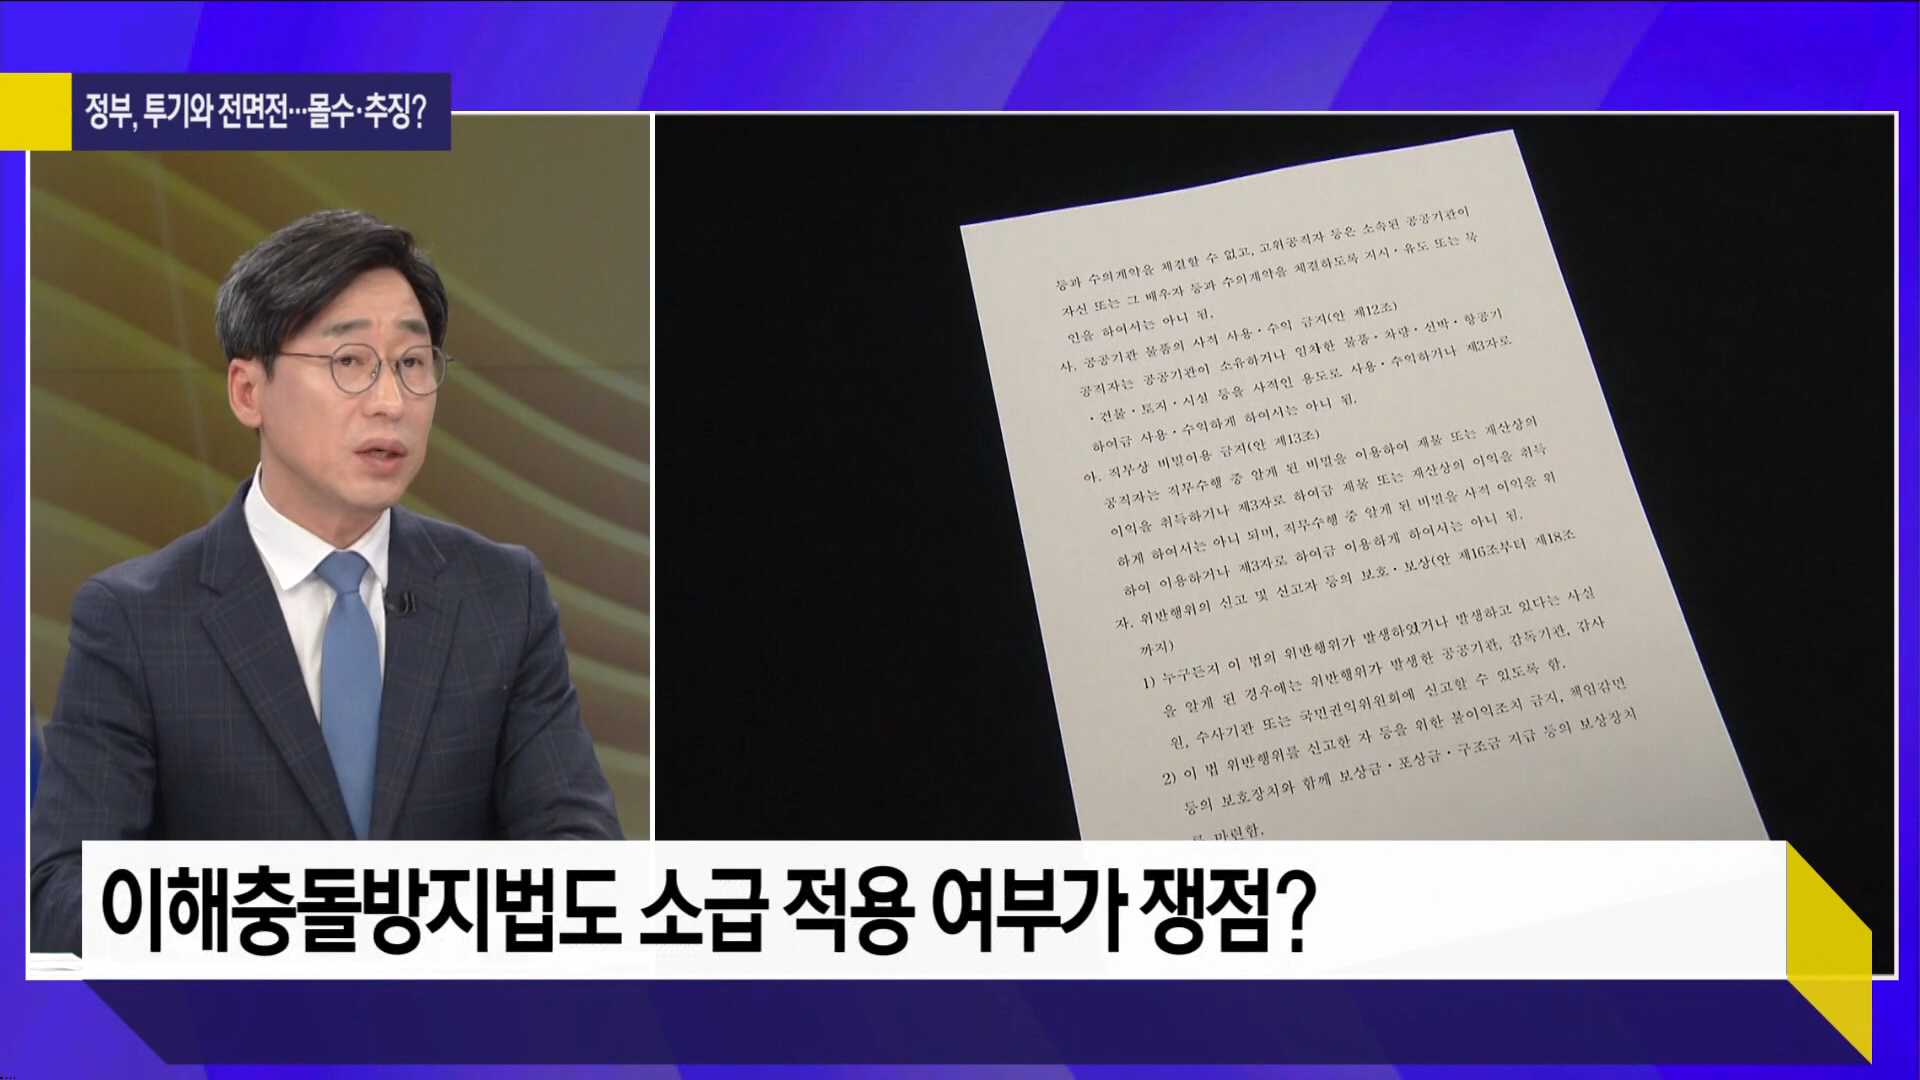 정부, 투기와 전면전…몰수·추징?
등과 수의계약을 체결할 수 없고, 고위공직자 등은 소속된 공공기관이
자신 또는 그 배우자 등과 수의계약을 체결하도록 지시·유도 또는 묵
인을 하여서는 아니 됨.
사. 공공기관 물품의 사적 사용·수익 금지(안 제12조)
공직자는 공공기관이 소유하거나 임차한 물품·차량·선박·항공기
·건물·토지·시설 등을 사적인 용도로 사용·수익하거나 제3자로
하여금 사용·수익하게 하여서는 아니 됨.
아. 직무상 비밀이용 금지(안 제13조)
공직자는 직무수행 중 알게 된 비밀을 이용하여 재물 또는 재산상의
이익을 취득하거나 제3자로 하여금 재물 또는 재산상의 이익을 취득
하게 하여서는 아니 되며, 직무수행 중 알게 된 비밀을 사적 이익을 위
하여 이용하거나 제3자로 하여금 이용하게 하여서는 아니 됨.
자. 위반행위의 신고 및 신고자 등의 보호·보상(안 제16조부터 제18조
까지)
1) 누구든지 이 법의 위반행위가 발생하였거나 발생하고 있다는 사실
을 알게 된 경우에는 위반행위가 발생한 공공기관, 감독기관, 감사
원, 수사기관 또는 국민권익위원회에 신고할 수 있도록 함.
2) 이 법 위반행위를 신고한 자 등을 위한 불이익조치 금지, 책임감면
등의 보호장치와 함께 보상금·포상금·구조금 지급 등의 보상장치
를 마련함.
이해충돌방지법도 소급 적용 여부가 쟁점?